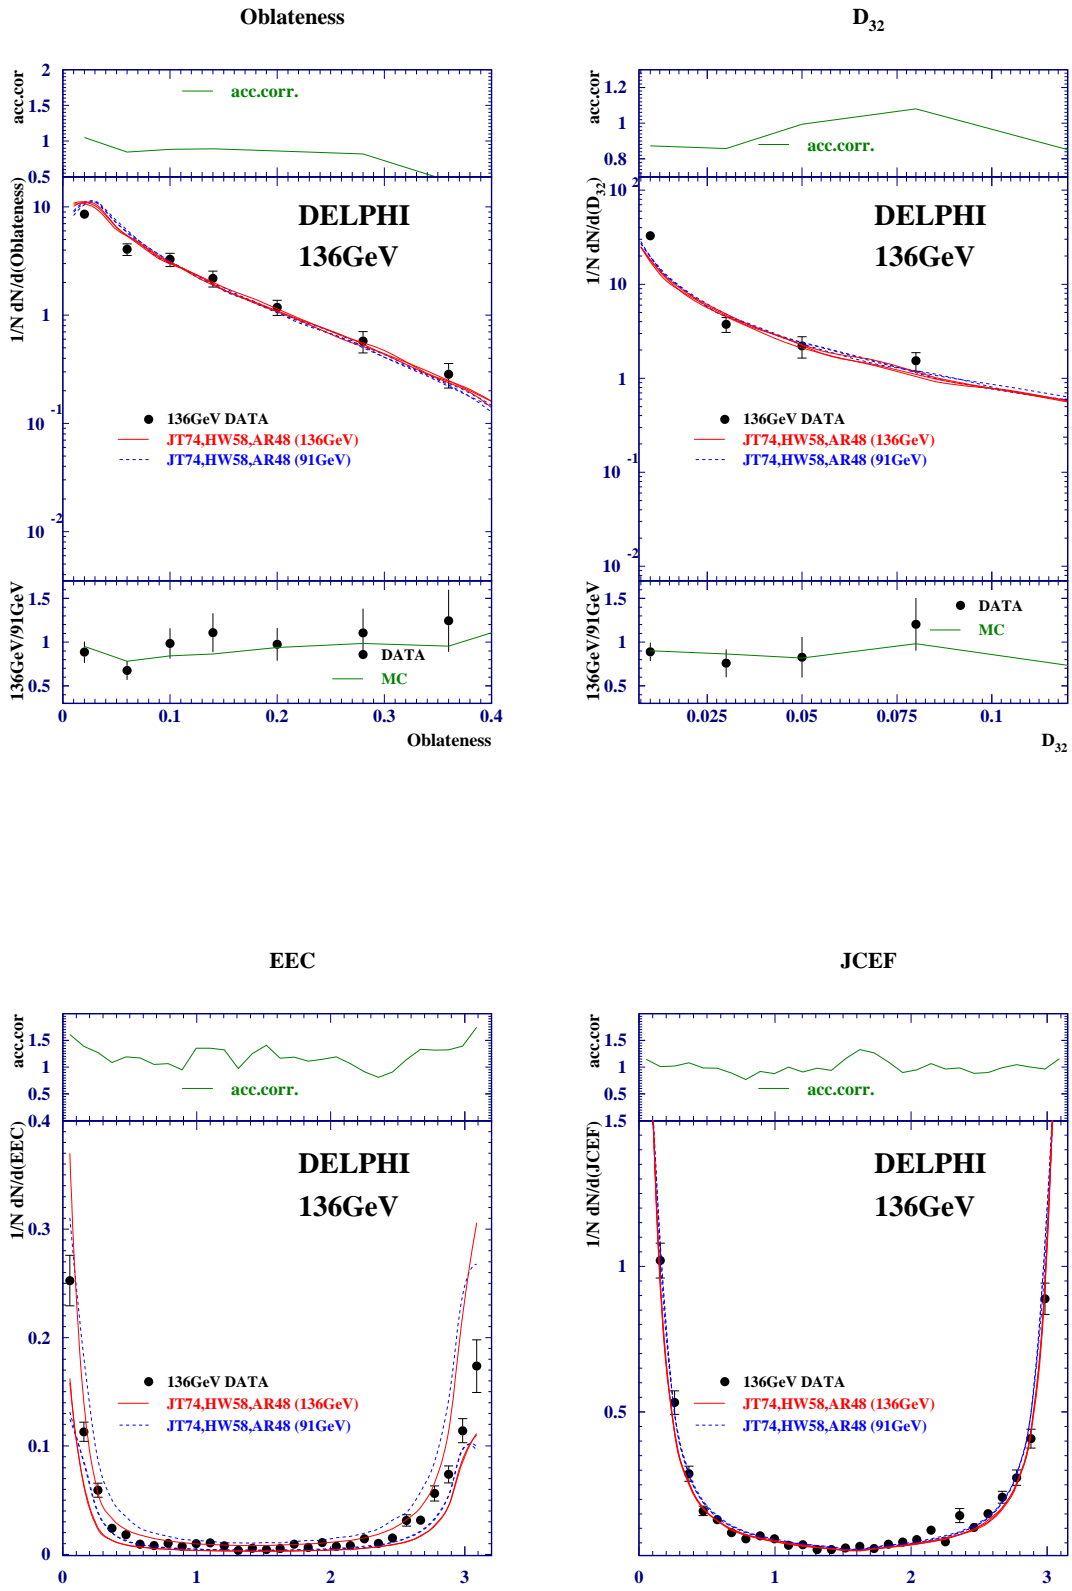 Oblateness
acc.cor
2
1.5
1
0.5
acc.corr.
1/N dN/d(Oblateness)
10
1
10 -1
10 -2
DELPHI
136GeV
136GeV DATA
JT74,HW58,AR48 (136GeV)
JT74,HW58,AR48 (91GeV)
136GeV/91GeV
1.5
1
0.5
DATA
MC
0 0.1 0.2 0.3 0.4
Oblateness
D32
acc.cor
1.2
1
0.8
acc.corr.
1/N dN/d(D32)
10 2
10
1
10 -1
10 -2
DELPHI
136GeV
136GeV DATA
JT74,HW58,AR48 (136GeV)
JT74,HW58,AR48 (91GeV)
136GeV/91GeV
1.5
1
0.5
DATA
MC
0.025 0.05 0.075 0.1
D32
EEC
acc.cor
1.5
1
0.5
acc.corr.
1/N dN/d(EEC)
0.4
0.3
0.2
0.1
0
DELPHI
136GeV
136GeV DATA
JT74,HW58,AR48 (136GeV)
JT74,HW58,AR48 (91GeV)
0 1 2 3
JCEF
acc.cor
1.5
1
0.5
acc.corr.
1/N dN/d(JCEF)
1.5
1
0.5
DELPHI
136GeV
136GeV DATA
JT74,HW58,AR48 (136GeV)
JT74,HW58,AR48 (91GeV)
0 1 2 3